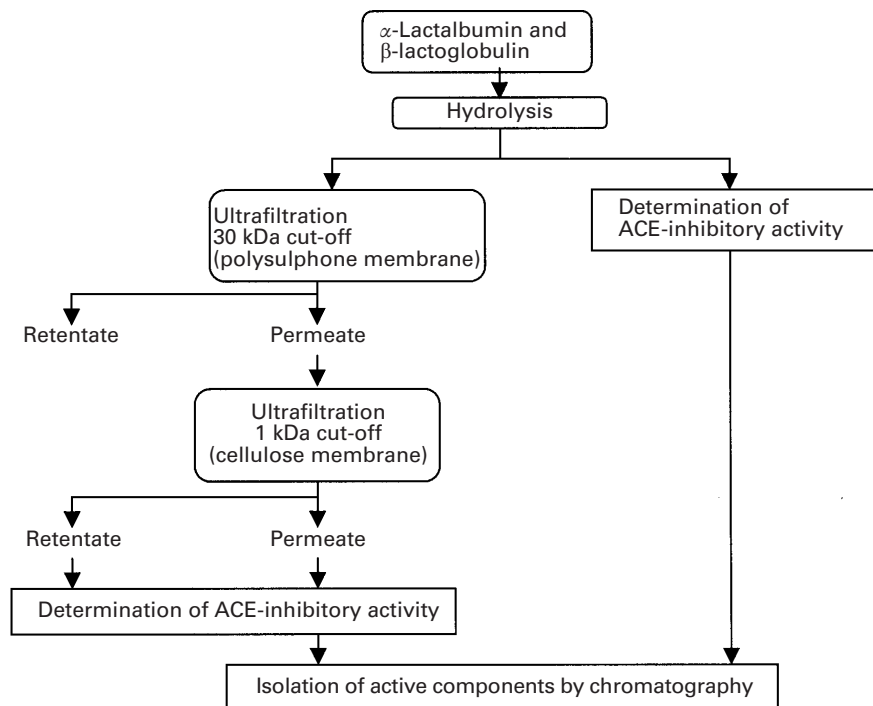 α-Lactalbumin and
β-lactoglobulin
Hydrolysis
Ultrafiltration
30 kDa cut-off
(polysulphone membrane)
Determination of
ACE-inhibitory activity
Retentate
Permeate
Ultrafiltration
1 kDa cut-off
(cellulose membrane)
Retentate
Permeate
Determination of ACE-inhibitory activity
Isolation of active components by chromatography